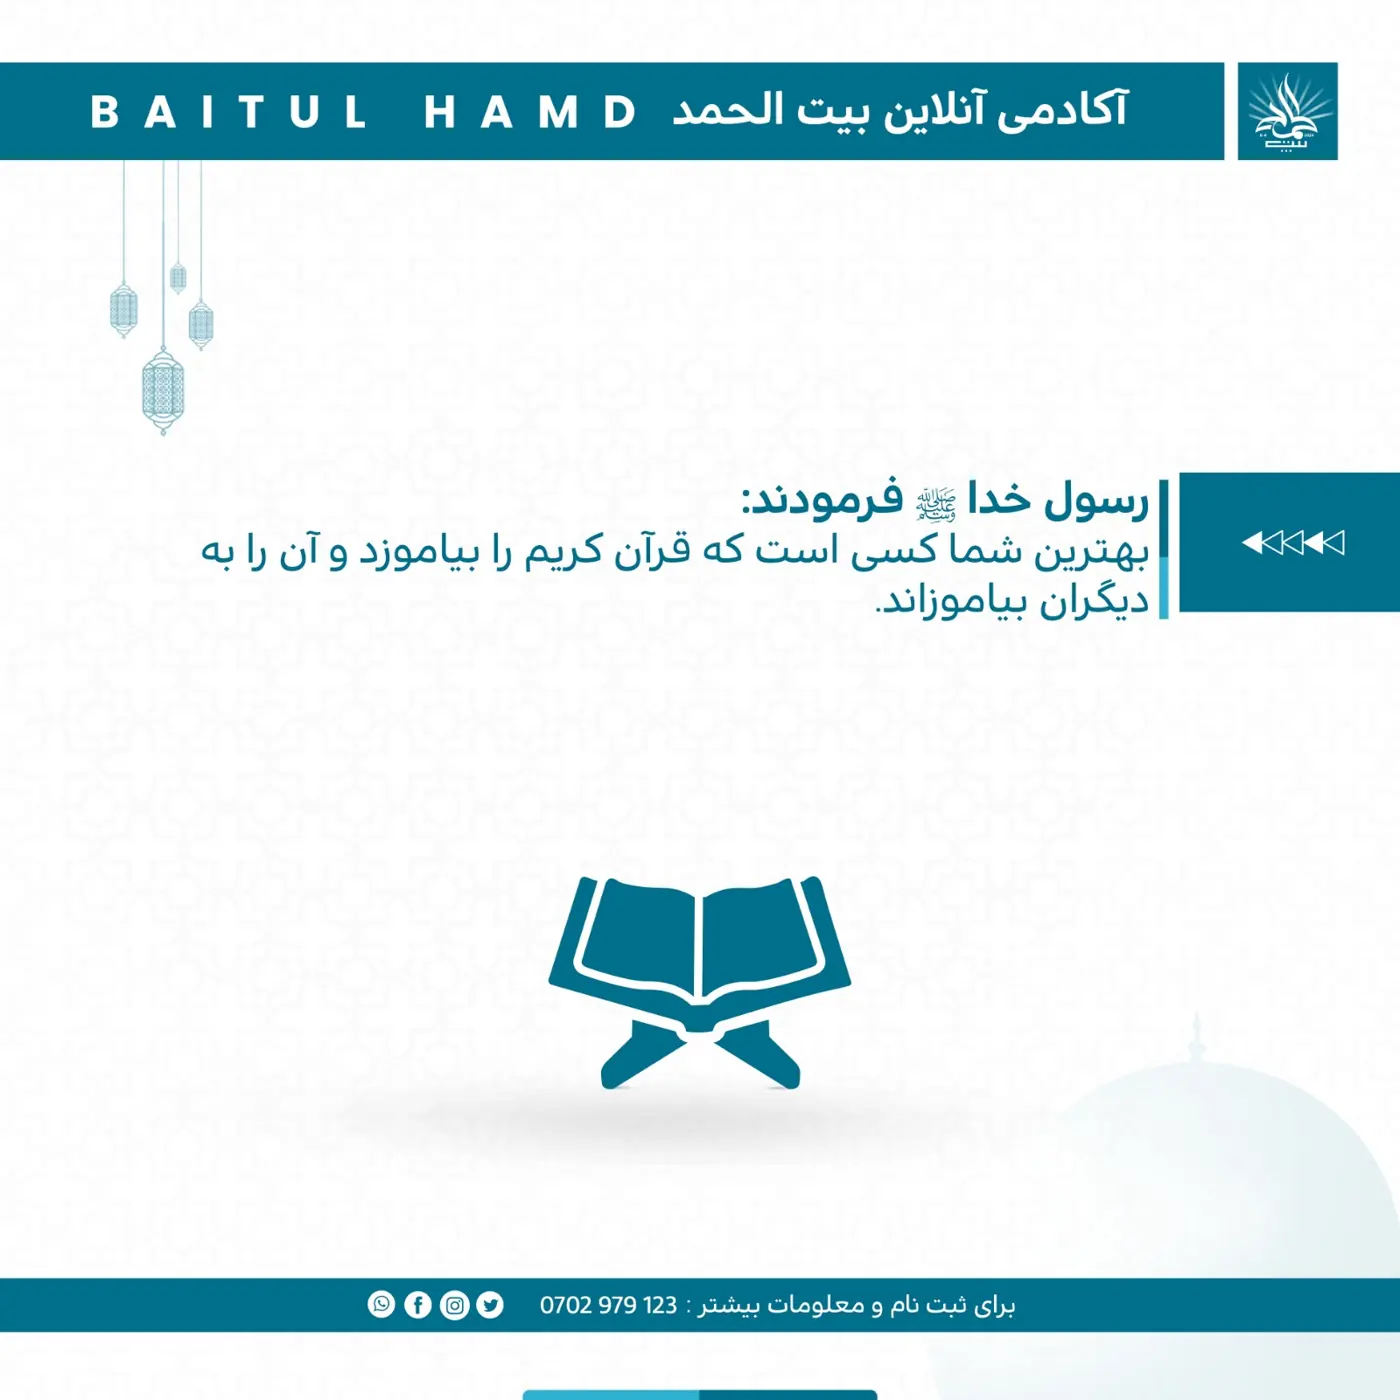 آکادمی آنلاین بیت الحمد BAITUL HAMD
رسول خدا ﷺ فرمودند:
بهترین شما کسی است که قرآن کریم را بیاموزد و آن را به
دیگران بیاموزاند.
برای ثبت نام و معلومات بیشتر : 0702 979 123